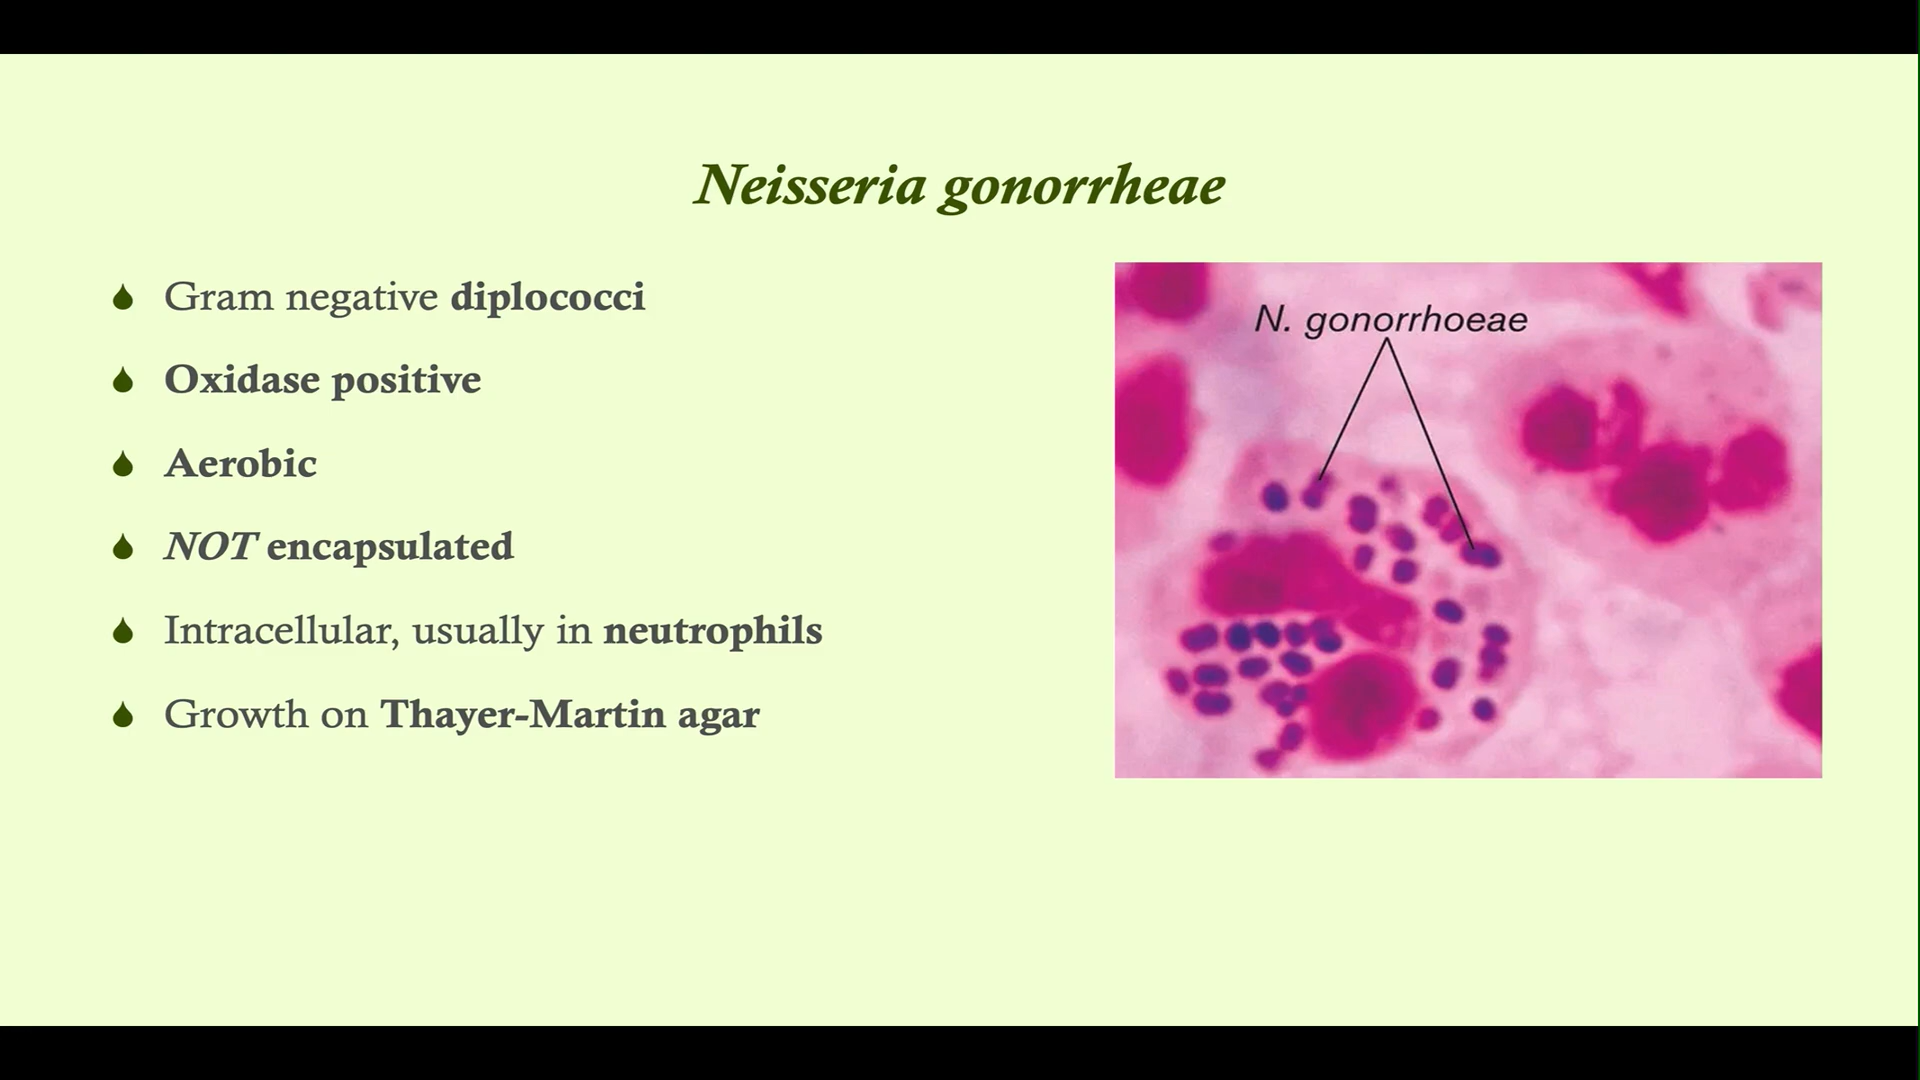 Neisseria gonorrheae
Gram negative diplococci
Oxidase positive
Aerobic
NOT encapsulated
Intracellular, usually in neutrophils
Growth on Thayer-Martin agar
N. gonorrhoeae